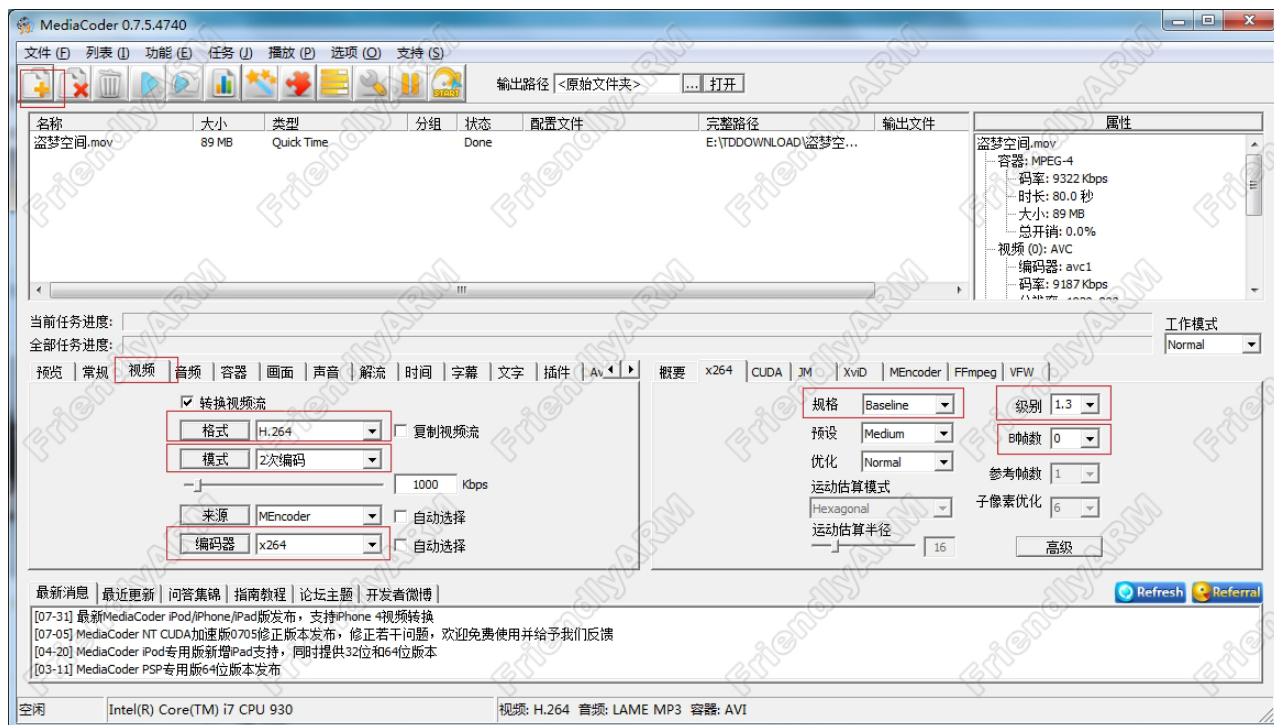 MediaCoder 0.7.5.4740
文件 (F) 列表 (I) 功能 (E) 任务 (J) 播放 (P) 选项 (O) 支持 (S)
START 输出路径 <原始文件夹> ... 打开
名称 大小 类型 分组 状态 配置文件 完整路径 输出文件 属性
盗梦空间.mov 89 MB Quick Time Done E:\TDDOWNLOAD\盗梦空... 盗梦空间.mov
容器: MPEG-4
码率: 9322 Kbps
时长: 80.0 秒
大小: 89 MB
总开销: 0.0%
视频 (0): AVC
编码器: avc1
码率: 9187 Kbps
当前任务进度:
工作模式
全部任务进度: Normal
预览 常规 视频 音频 容器 画面 声音 解流 时间 字幕 文字 插件 Av 概要 x264 CUDA JM XviD MEncoder FFmpeg VFW
转换视频流
格式 H.264 复制视频流
模式 2次编码
1000 Kbps
来源 MEncoder 自动选择
编码器 x264 自动选择
规格 Baseline 级别 1.3
预设 Medium B帧数 0
优化 Normal 参考帧数 1
运动估算模式
Hexagonal 子像素优化 6
运动估算半径
16 高级
最新消息 最近更新 问答集锦 指南教程 论坛主题 开发者微博 Refresh Referral
[07-31] 最新MediaCoder iPod/iPhone/iPad版发布，支持iPhone 4视频转换
[07-05] MediaCoder NT CUDA加速版0705修正版本发布，修正若干问题，欢迎免费使用并给予我们反馈
[04-20] MediaCoder iPod专用版新增iPad支持，同时提供32位和64位版本
[03-11] MediaCoder PSP专用版64位版本发布
空闲 Intel(R) Core(TM) i7 CPU 930 视频: H.264 音频: LAME MP3 容器: AVI
FriendlyARM